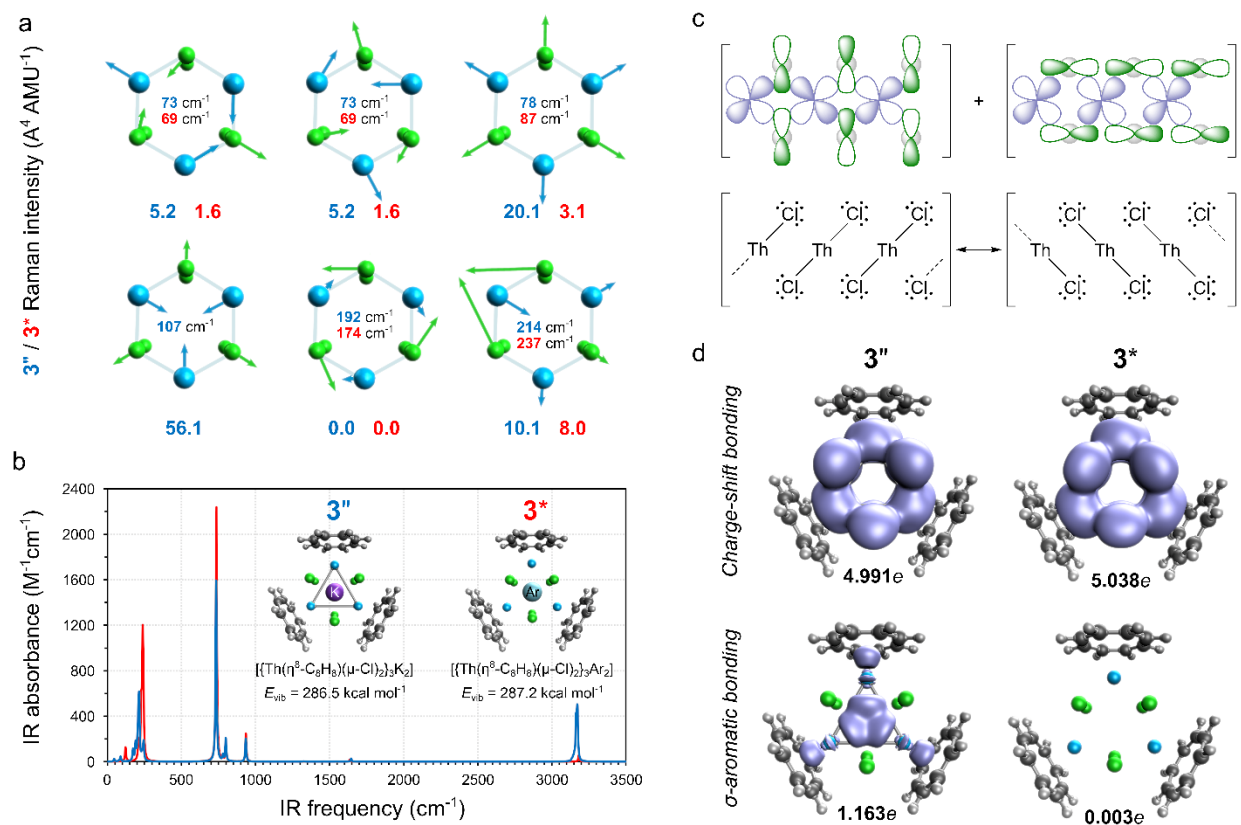 a
3" / 3* Raman intensity (A⁴ AMU⁻¹)
73 cm⁻¹
69 cm⁻¹
5.2 1.6
73 cm⁻¹
69 cm⁻¹
5.2 1.6
78 cm⁻¹
87 cm⁻¹
20.1 3.1
107 cm⁻¹
56.1
192 cm⁻¹
174 cm⁻¹
0.0 0.0
214 cm⁻¹
237 cm⁻¹
10.1 8.0
b
IR absorbance (M⁻¹cm⁻¹)
2400
2000
1600
1200
800
400
0
0 500 1000 1500 2000 2500 3000 3500
IR frequency (cm⁻¹)
3"
K
[{Th(η⁸-C₈H₈)(μ-Cl)₂}₃K₂]
E_vib = 286.5 kcal mol⁻¹
3*
Ar
[{Th(η⁸-C₈H₈)(μ-Cl)₂}₃Ar₂]
E_vib = 287.2 kcal mol⁻¹
c
+
Cl Cl Cl
Th Th Th
Cl Cl Cl
Cl Cl Cl
Th Th Th
Cl Cl Cl
d
3" 3*
Charge-shift bonding
4.991e 5.038e
σ-aromatic bonding
1.163e 0.003e